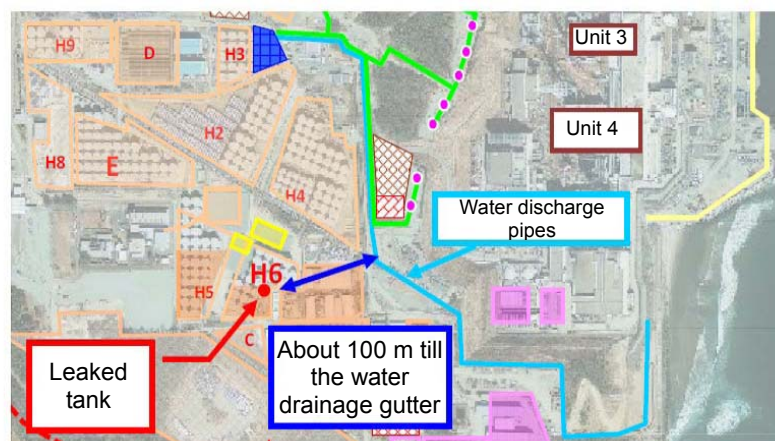 H9
D
H3
Unit 3
H2
Unit 4
H8
E
H4
Water discharge
pipes
H6
H5
C
Leaked
tank
About 100 m till
the water
drainage gutter